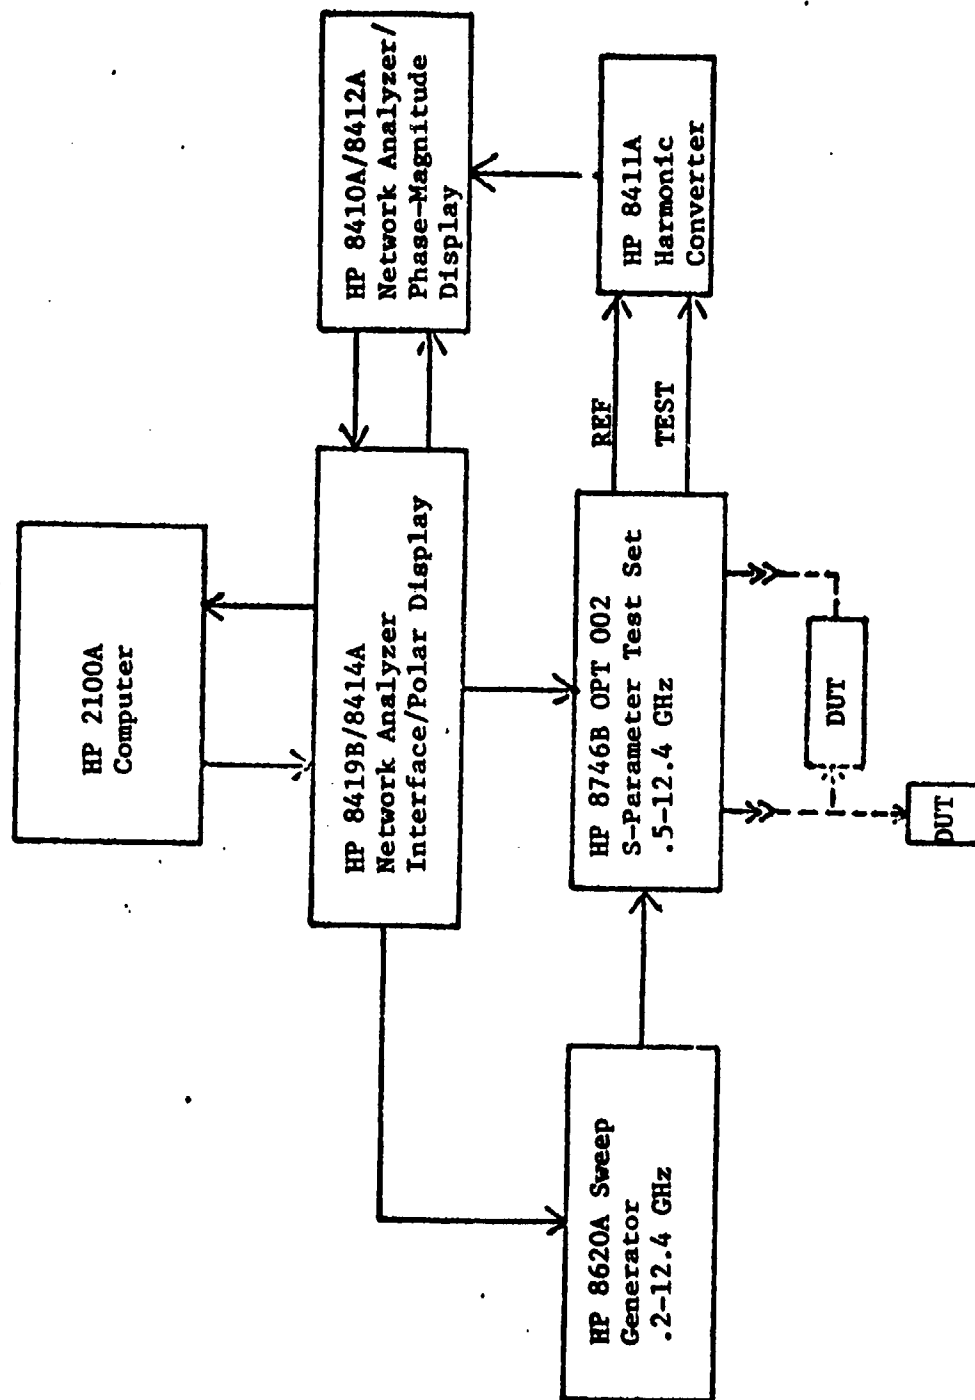 HP 2100A
Computer
HP 8419B/8414A
Network Analyzer
Interface/Polar Display
HP 8410A/8412A
Network Analyzer/
Phase-Magnitude
Display
HP 8620A Sweep
Generator
.2-12.4 GHz
HP 8746B OPT 002
S-Parameter Test Set
.5-12.4 GHz
REF
TEST
HP 8411A
Harmonic
Converter
DUT
DUT